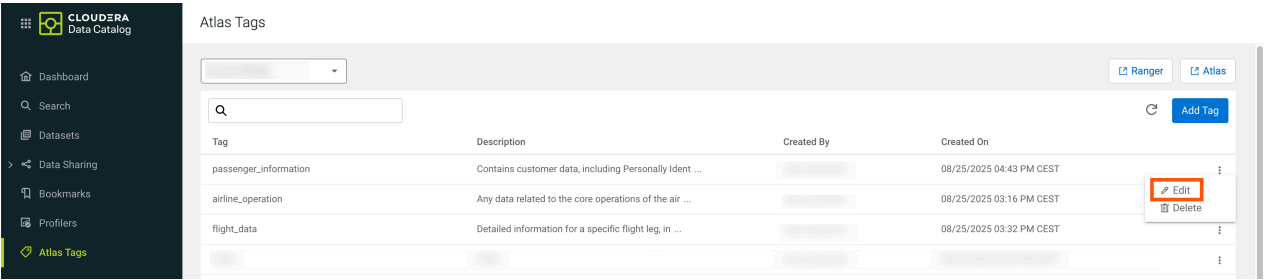 CLOUDERA
Data Catalog
Atlas Tags
Dashboard
Search
Datasets
Data Sharing
Bookmarks
Profilers
Atlas Tags
Ranger
Atlas
Add Tag
Tag Description Created By Created On
passenger_information Contains customer data, including Personally Ident ... 08/25/2025 04:43 PM CEST
Edit
Delete
airline_operation Any data related to the core operations of the air ... 08/25/2025 03:16 PM CEST
flight_data Detailed information for a specific flight leg, in ... 08/25/2025 03:32 PM CEST